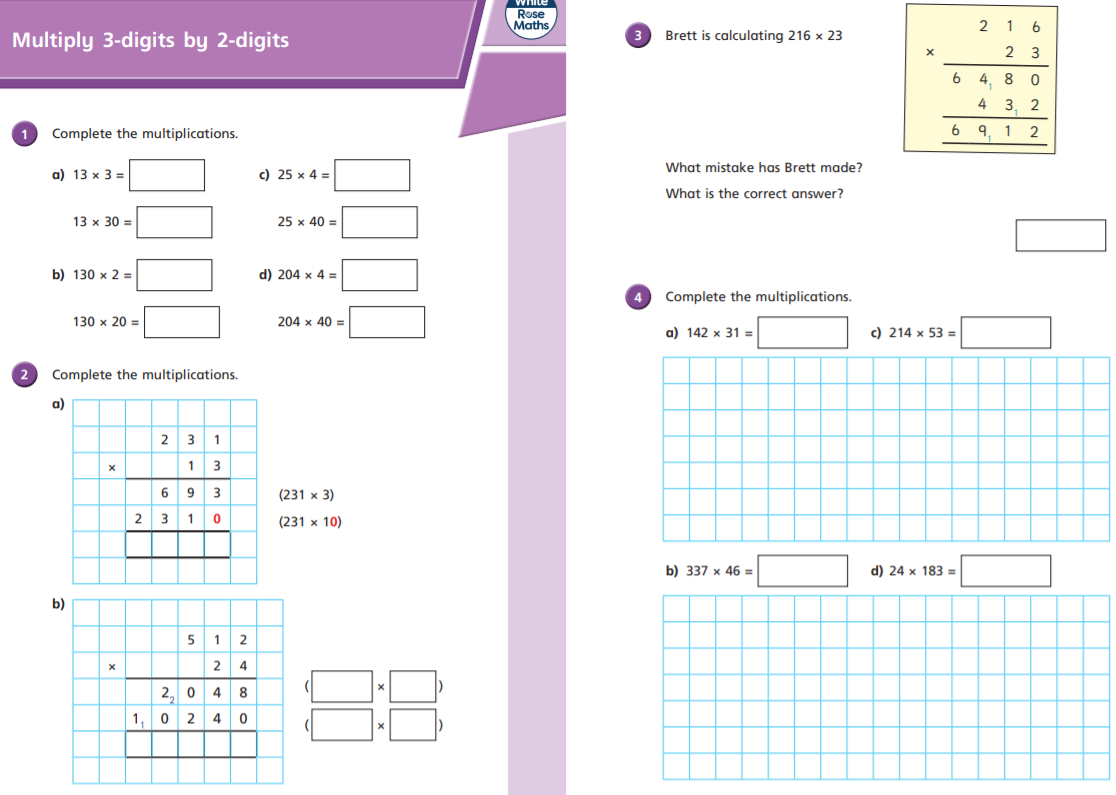 Multiply 3-digits by 2-digits
White
Rose
Maths
1 Complete the multiplications.
a) 13 × 3 =
c) 25 × 4 =
13 × 30 =
25 × 40 =
b) 130 × 2 =
d) 204 × 4 =
130 × 20 =
204 × 40 =
2 Complete the multiplications.
a)
2 3 1
× 1 3
6 9 3 (231 × 3)
2 3 1 0 (231 × 10)
b)
5 1 2
× 2 4
2 2 0 4 8 ( × )
1 1 0 2 4 0 ( × )
3 Brett is calculating 216 × 23
2 1 6
× 2 3
6 4 1 8 0
4 3 1 2
6 9 1 1 2
What mistake has Brett made?
What is the correct answer?
4 Complete the multiplications.
a) 142 × 31 =
c) 214 × 53 =
b) 337 × 46 =
d) 24 × 183 =